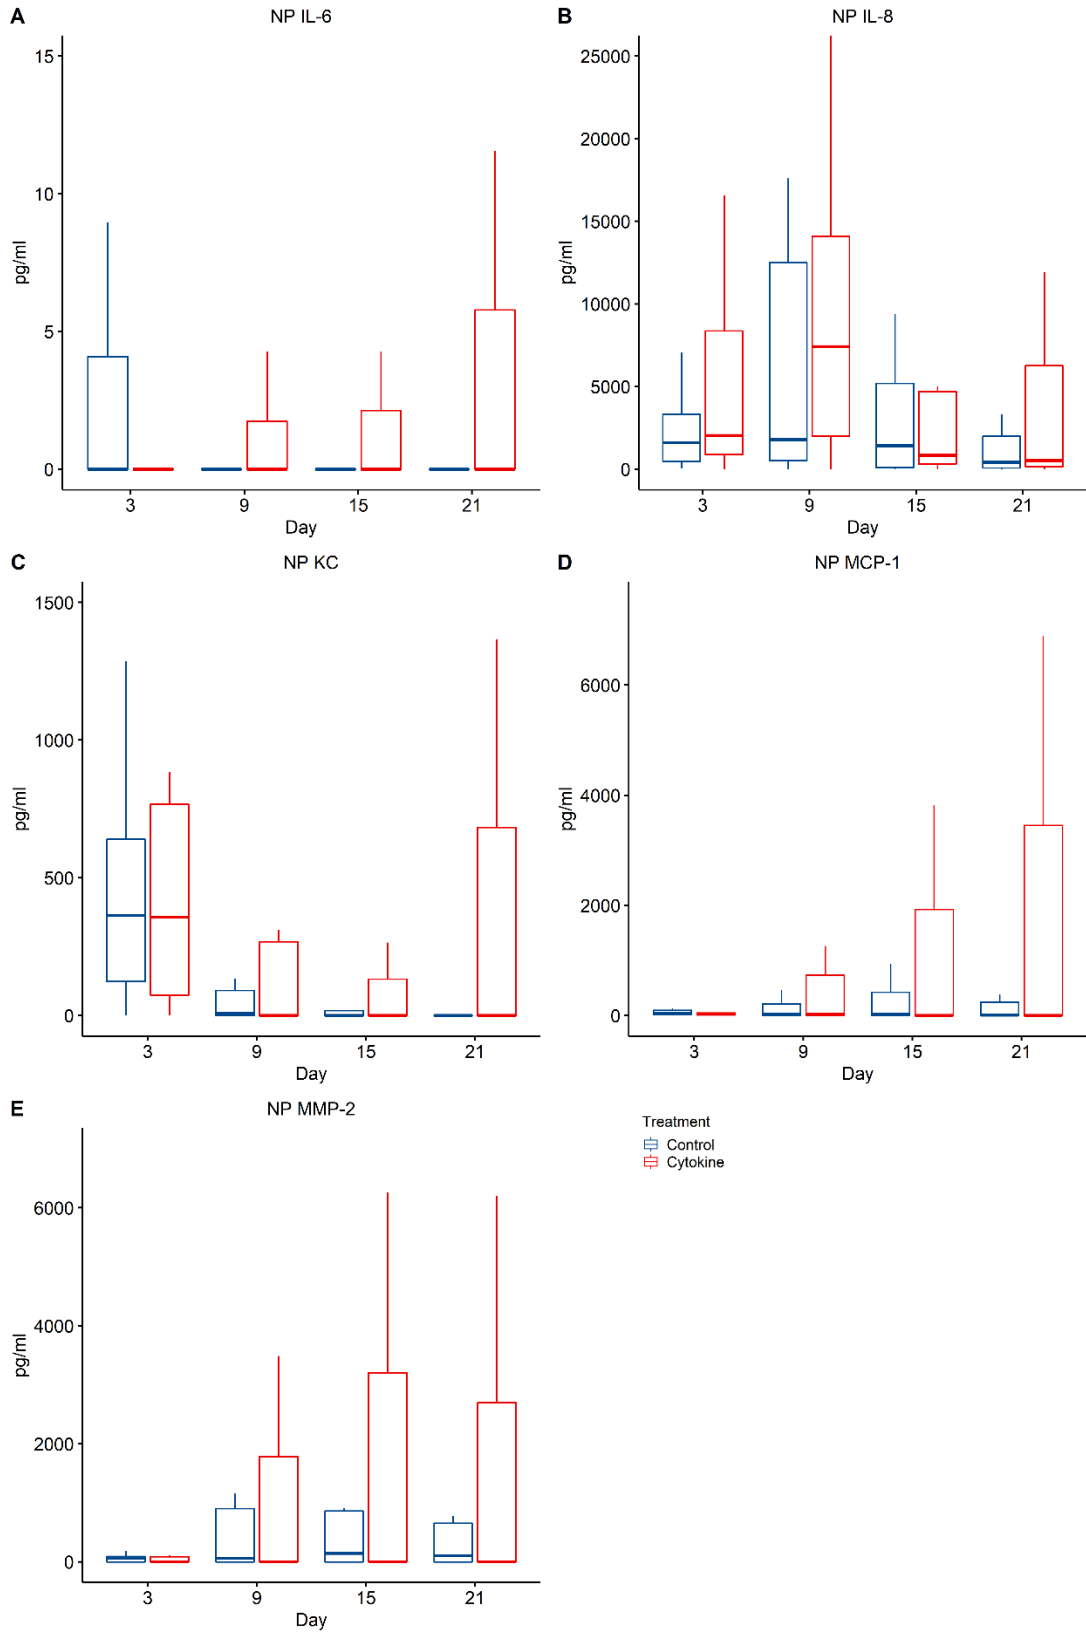 A
NP IL-6
15
10
5
0
pg/ml
3 9 15 21
Day
B
NP IL-8
25000
20000
15000
10000
5000
0
pg/ml
3 9 15 21
Day
C
NP KC
1500
1000
500
0
pg/ml
3 9 15 21
Day
D
NP MCP-1
6000
4000
2000
0
pg/ml
3 9 15 21
Day
E
NP MMP-2
6000
4000
2000
0
pg/ml
3 9 15 21
Day
Treatment
Control
Cytokine